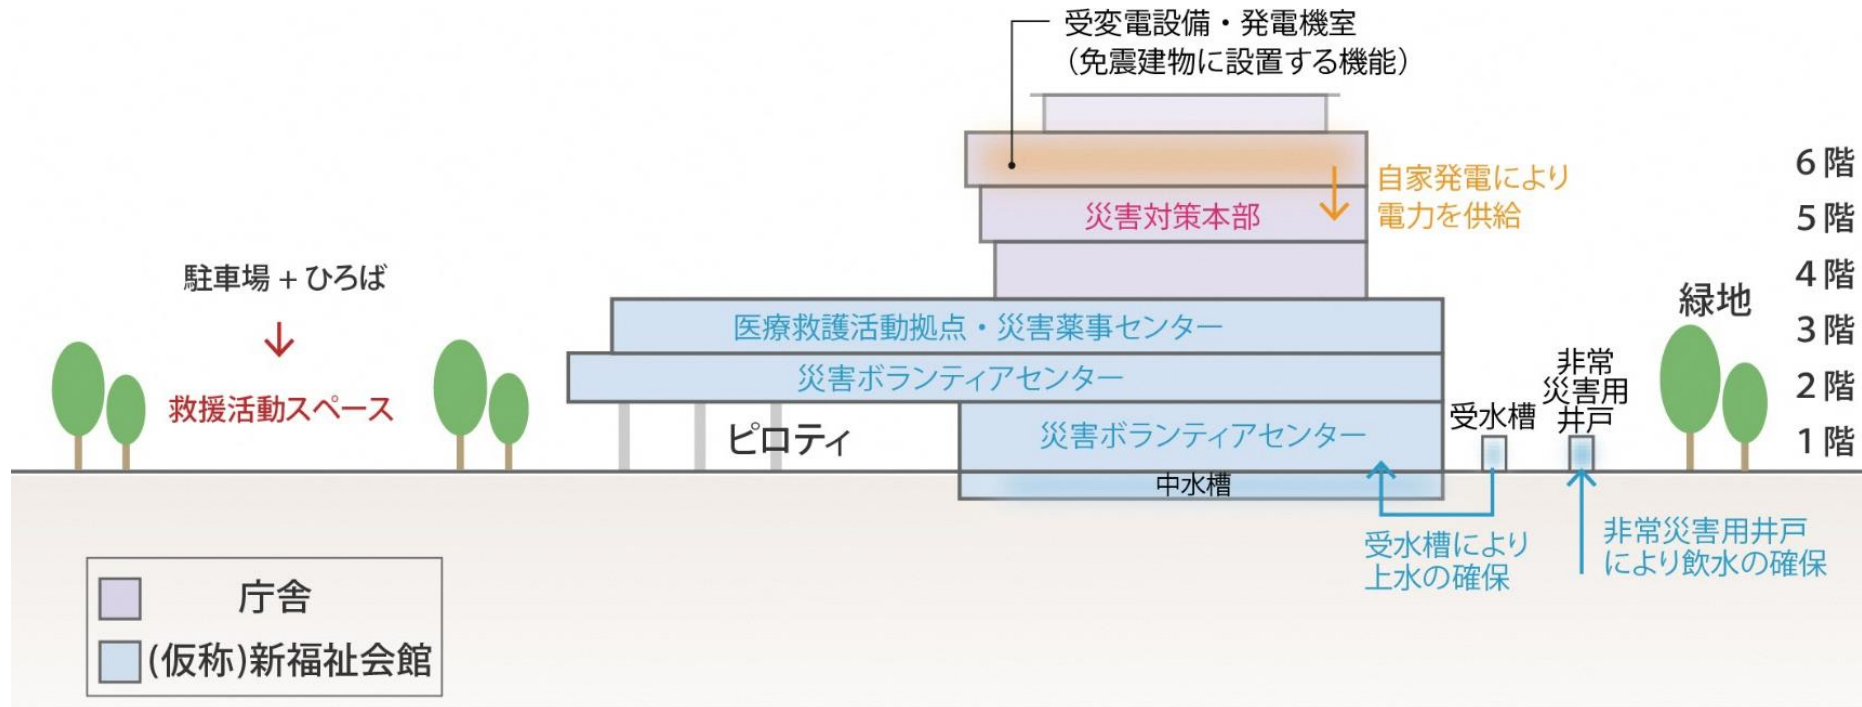 受変電設備・発電機室
（免震建物に設置する機能）
6階
自家発電により
電力を供給
5階
災害対策本部
4階
駐車場+ひろば
緑地
3階
医療救護活動拠点・災害薬事センター
非常
災害用
井戸
2階
災害ボランティアセンター
救援活動スペース
受水槽
1階
ピロティ
災害ボランティアセンター
中水槽
受水槽により
上水の確保
非常災害用井戸
により飲水の確保
庁舎
(仮称)新福祉会館